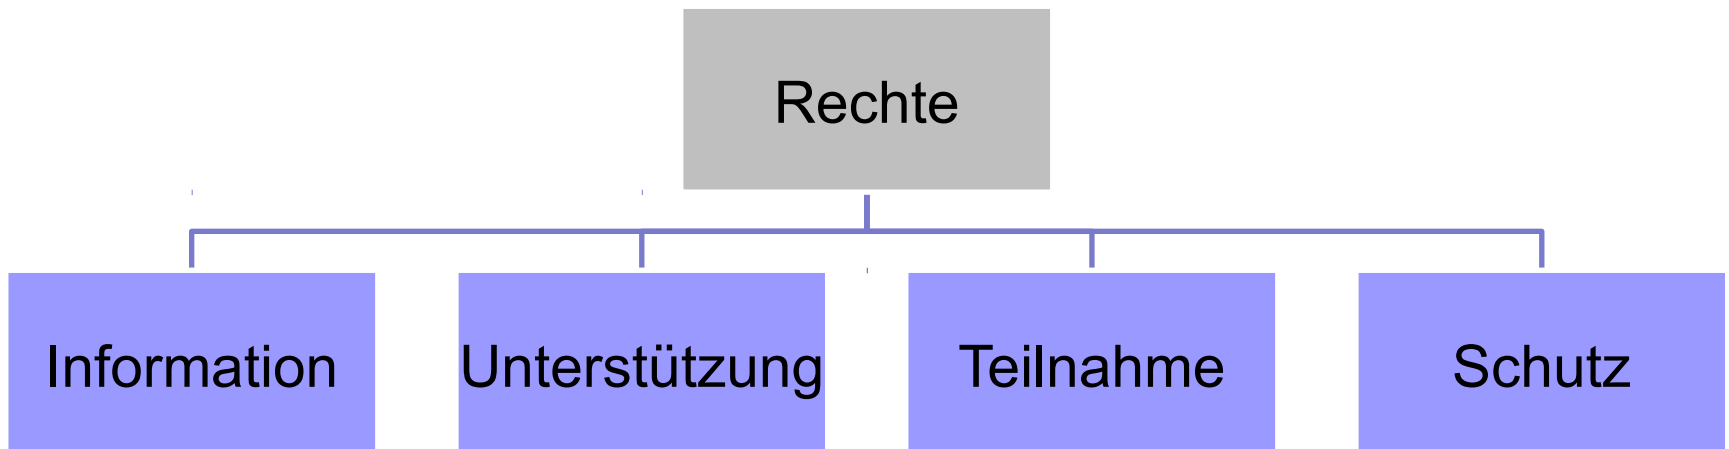 Rechte
Information
Unterstützung
Teilnahme
Schutz